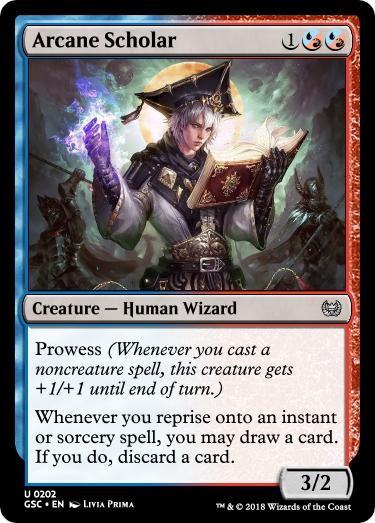 Arcane Scholar 1
Creature — Human Wizard
Prowess (Whenever you cast a
noncreature spell, this creature gets
+1/+1 until end of turn.)
Whenever you reprise onto an instant
or sorcery spell, you may draw a card.
If you do, discard a card.
3/2
U 0202
GSC • EN Livia Prima
™ & © 2018 Wizards of the Coast